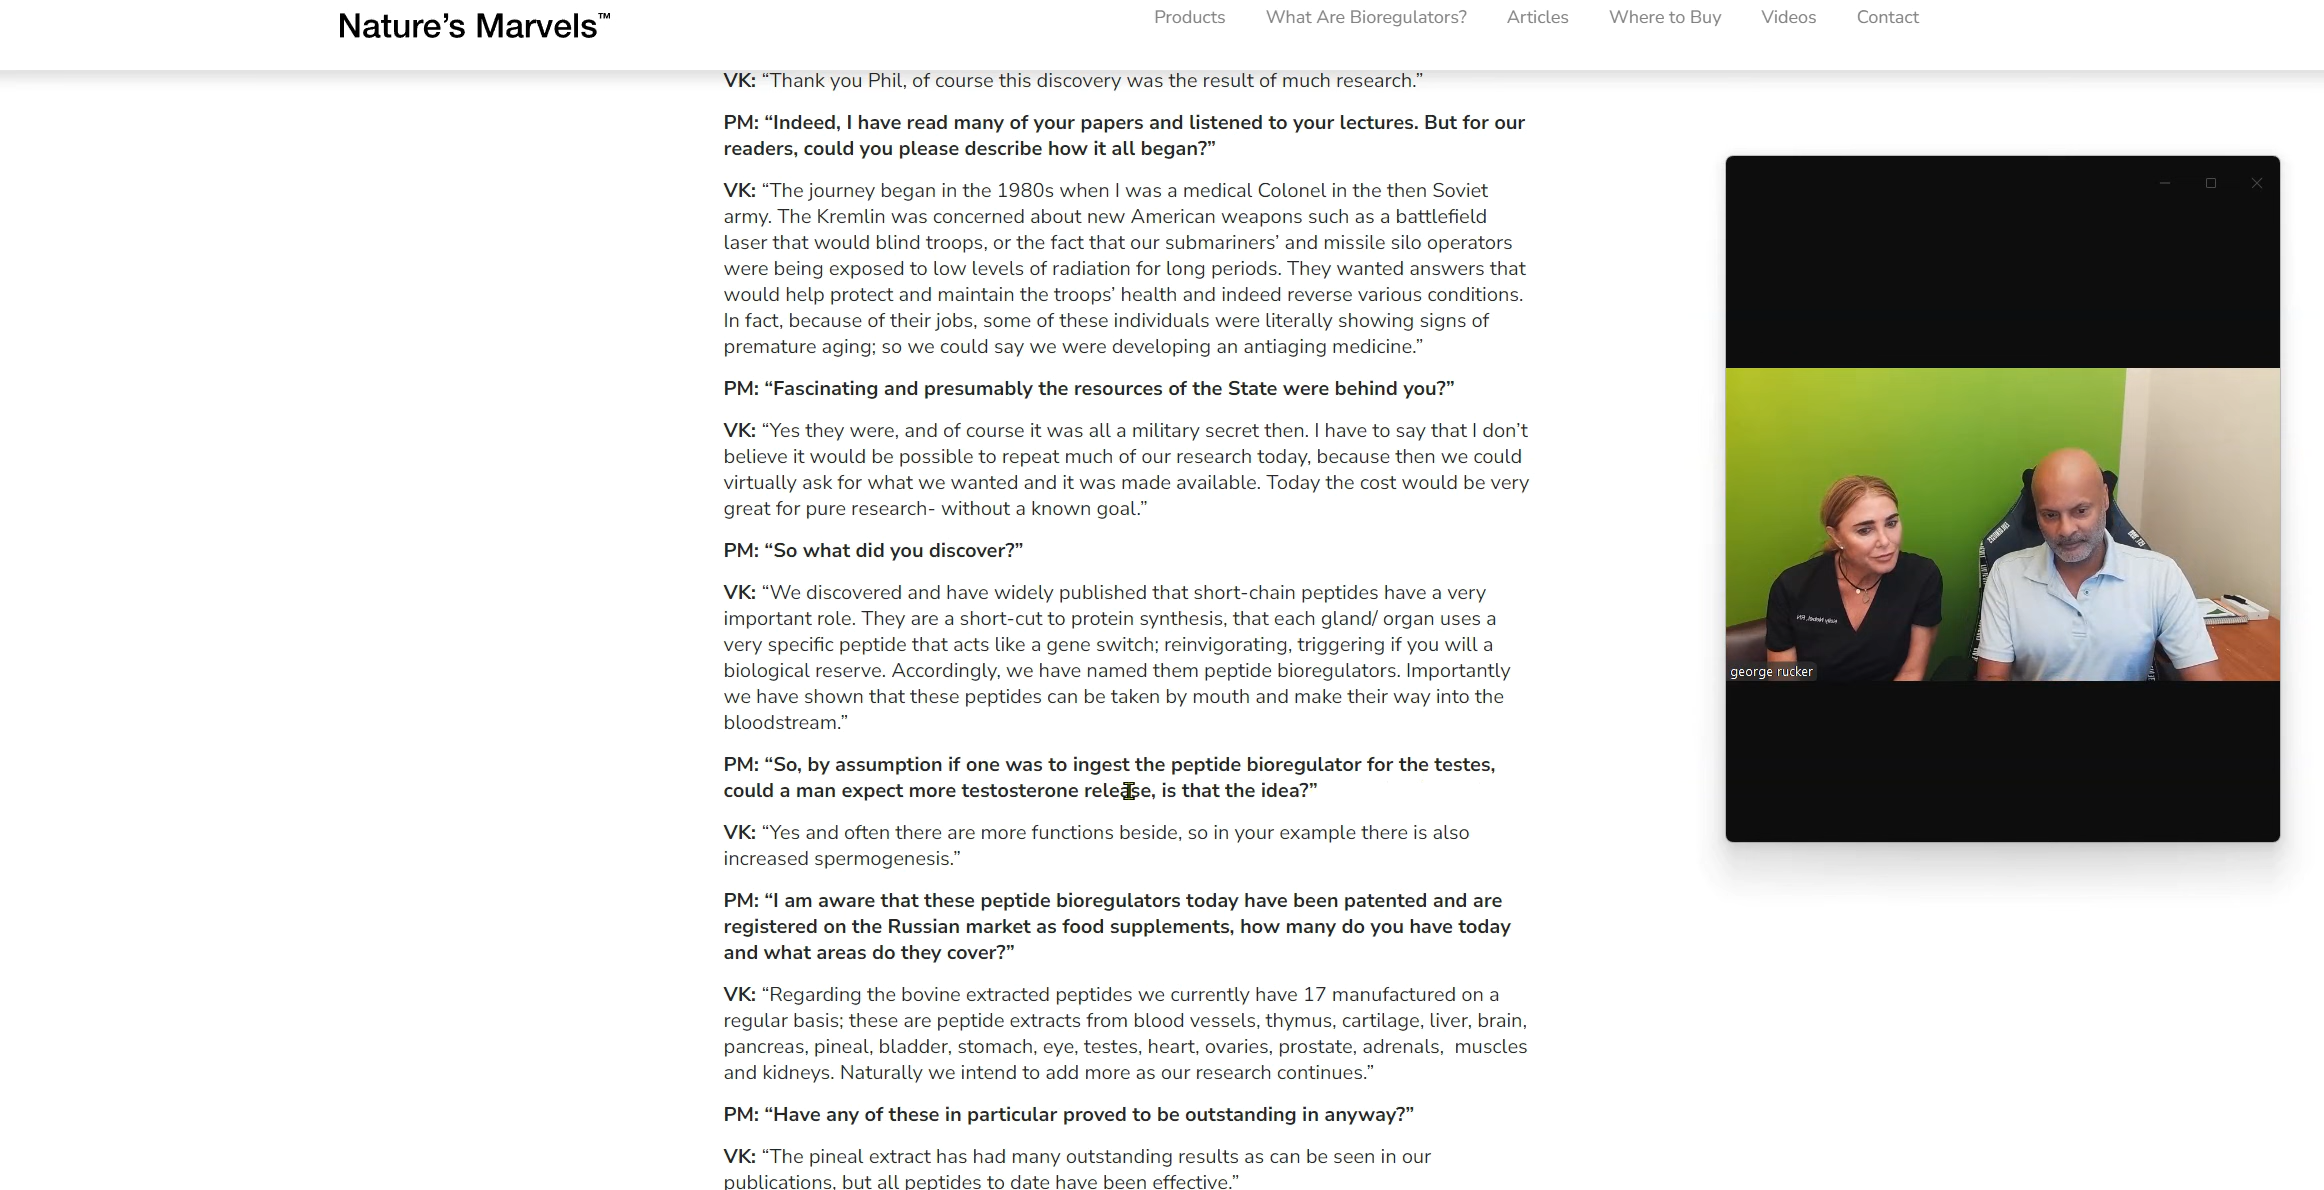 Nature’s Marvels™
Products What Are Bioregulators? Articles Where to Buy Videos Contact
VK: “Thank you Phil, of course this discovery was the result of much research.”
PM: “Indeed, I have read many of your papers and listened to your lectures. But for our
readers, could you please describe how it all began?”
VK: “The journey began in the 1980s when I was a medical Colonel in the then Soviet
army. The Kremlin was concerned about new American weapons such as a battlefield
laser that would blind troops, or the fact that our submariners’ and missile silo operators
were being exposed to low levels of radiation for long periods. They wanted answers that
would help protect and maintain the troops’ health and indeed reverse various conditions.
In fact, because of their jobs, some of these individuals were literally showing signs of
premature aging; so we could say we were developing an antiaging medicine.”
PM: “Fascinating and presumably the resources of the State were behind you?”
VK: “Yes they were, and of course it was all a military secret then. I have to say that I don’t
believe it would be possible to repeat much of our research today, because then we could
virtually ask for what we wanted and it was made available. Today the cost would be very
great for pure research- without a known goal.”
PM: “So what did you discover?”
VK: “We discovered and have widely published that short-chain peptides have a very
important role. They are a short-cut to protein synthesis, that each gland/ organ uses a
very specific peptide that acts like a gene switch; reinvigorating, triggering if you will a
biological reserve. Accordingly, we have named them peptide bioregulators. Importantly
we have shown that these peptides can be taken by mouth and make their way into the
bloodstream.”
PM: “So, by assumption if one was to ingest the peptide bioregulator for the testes,
could a man expect more testosterone release, is that the idea?”
VK: “Yes and often there are more functions beside, so in your example there is also
increased spermogenesis.”
PM: “I am aware that these peptide bioregulators today have been patented and are
registered on the Russian market as food supplements, how many do you have today
and what areas do they cover?”
VK: “Regarding the bovine extracted peptides we currently have 17 manufactured on a
regular basis; these are peptide extracts from blood vessels, thymus, cartilage, liver, brain,
pancreas, pineal, bladder, stomach, eye, testes, heart, ovaries, prostate, adrenals,  muscles
and kidneys. Naturally we intend to add more as our research continues.”
PM: “Have any of these in particular proved to be outstanding in anyway?”
VK: “The pineal extract has had many outstanding results as can be seen in our
publications, but all peptides to date have been effective.”
george rucker